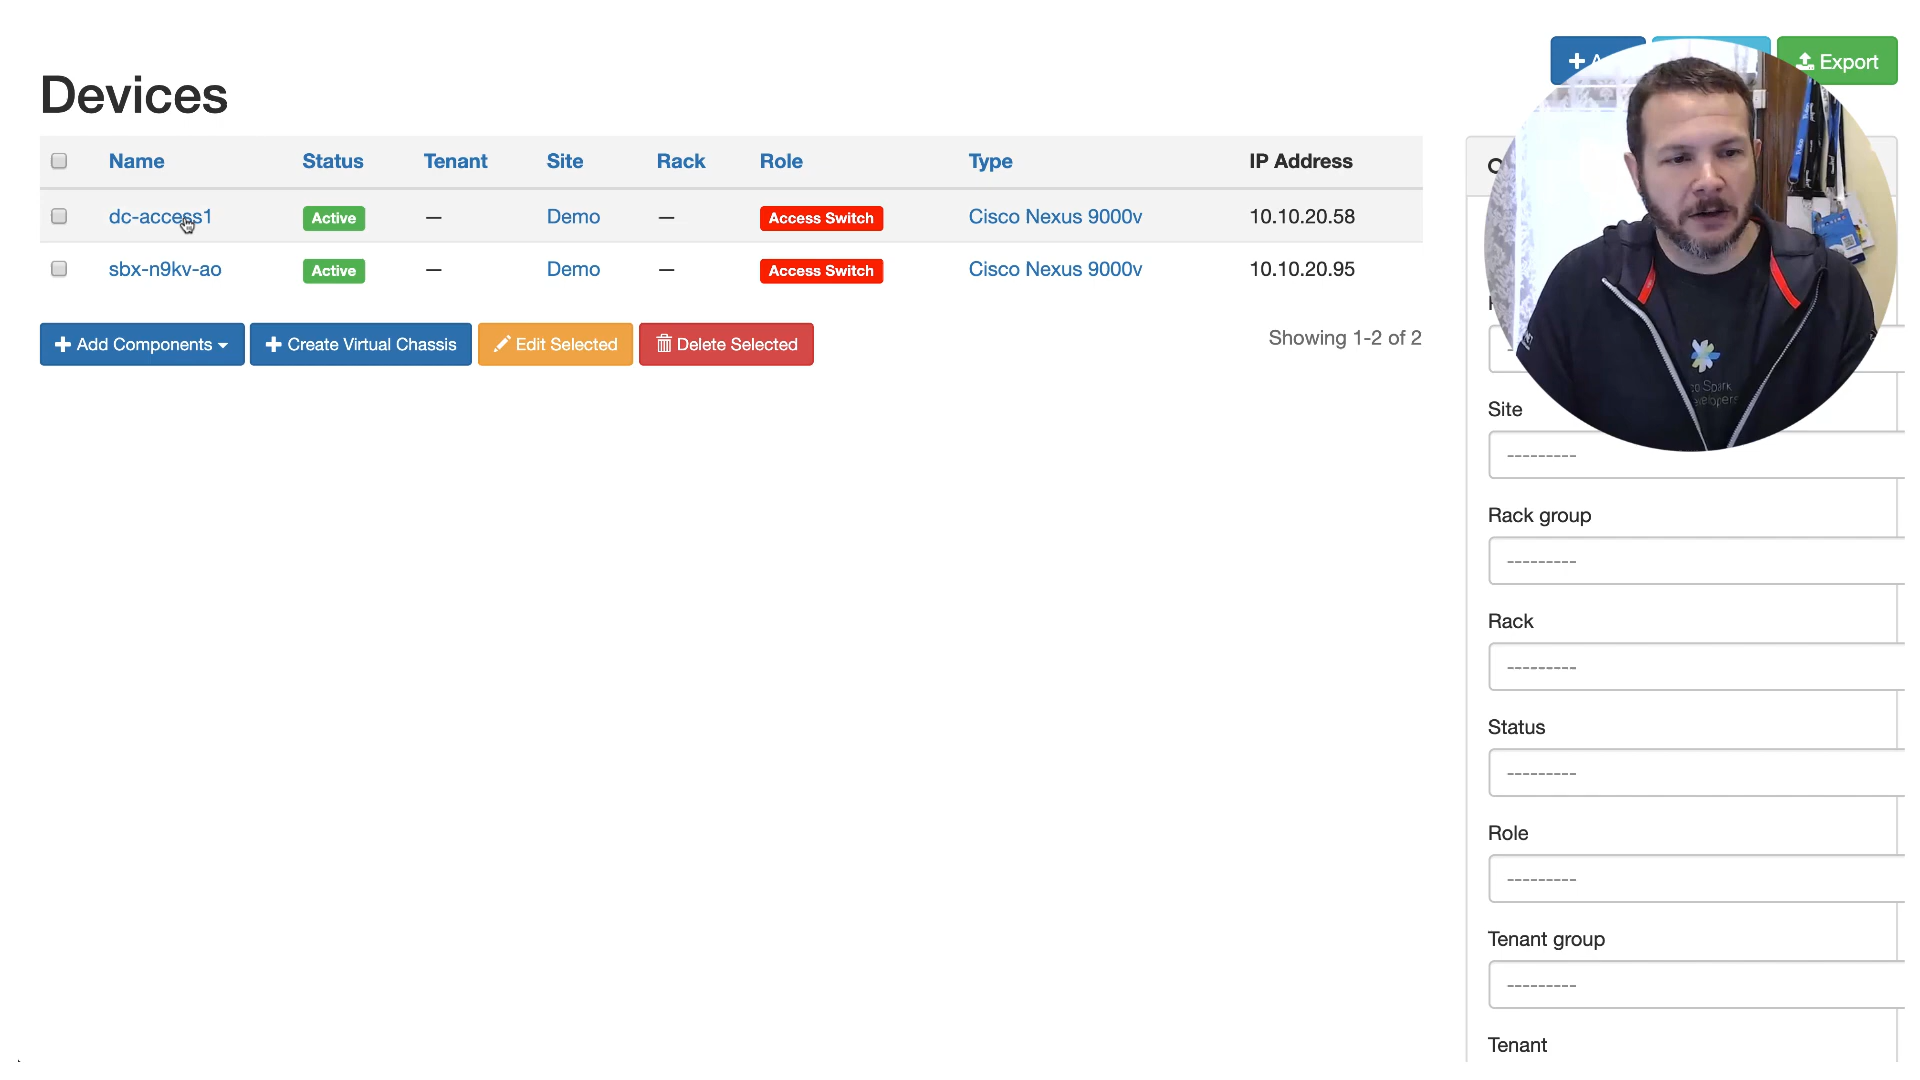 Export
Devices
Name Status Tenant Site Rack Role Type IP Address
dc-access1 Active — Demo — Access Switch Cisco Nexus 9000v 10.10.20.58
sbx-n9kv-ao Active — Demo — Access Switch Cisco Nexus 9000v 10.10.20.95
Add Components Create Virtual Chassis Edit Selected Delete Selected Showing 1-2 of 2
Spark
Site
---------
Rack group
---------
Rack
---------
Status
---------
Role
---------
Tenant group
---------
Tenant